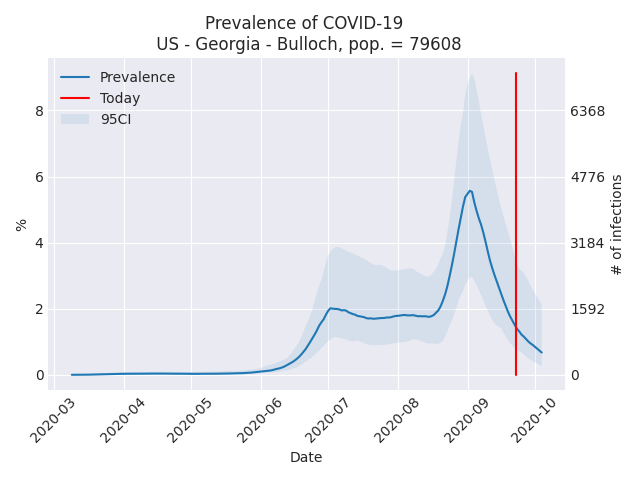 Prevalence of COVID-19
US - Georgia - Bulloch, pop. = 79608
Prevalence
Today
95CI
%
8
6
4
2
0
6368
4776
3184
1592
0
# of infections
2020-03
2020-04
2020-05
2020-06
2020-07
2020-08
2020-09
2020-10
Date